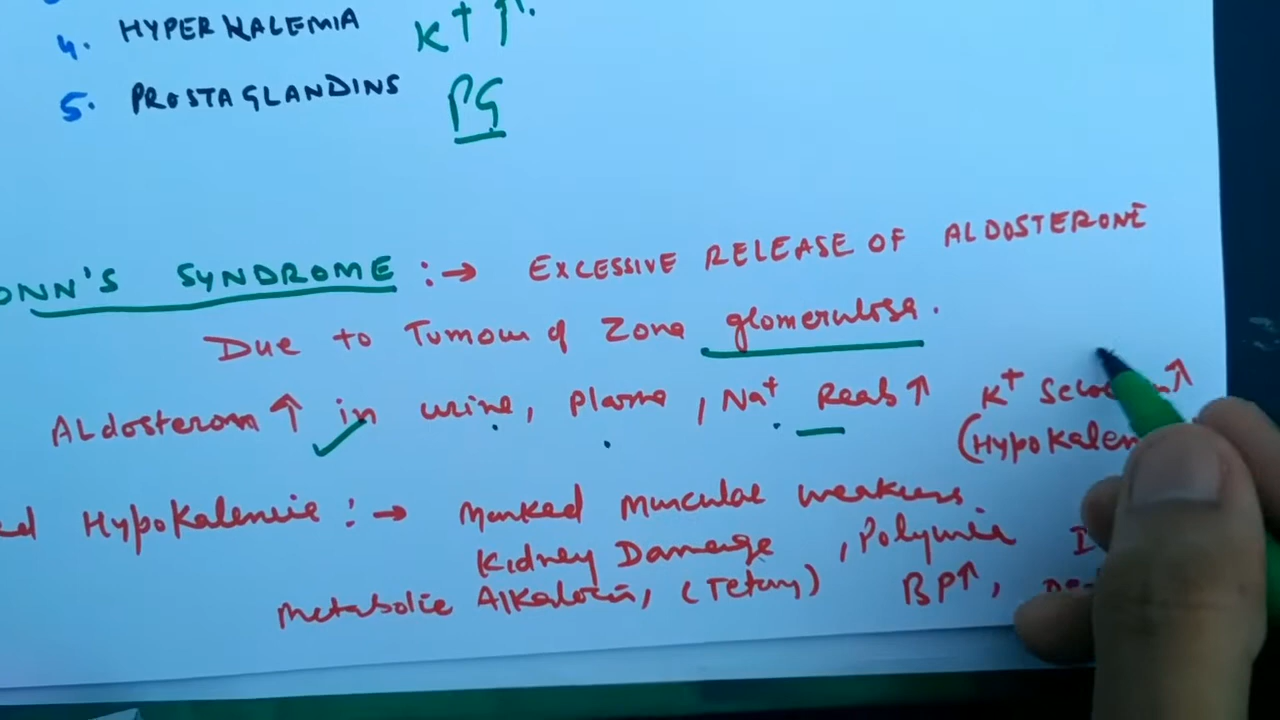 4. HYPERKALEMIA K+ ↑.
5. PROSTAGLANDINS PG
ONN'S SYNDROME :→ EXCESSIVE RELEASE OF ALDOSTERONE
Due to Tumour of Zona glomerulosa.
Aldosteron ↑ in urine, plasma, Na+ Reab ↑ K+
(Hypokalem
Hypokalemia :→ Marked muscular weakness
Kidney Damage, Polyuria
Metabolic Alkalosis, (Tetany) BP↑,